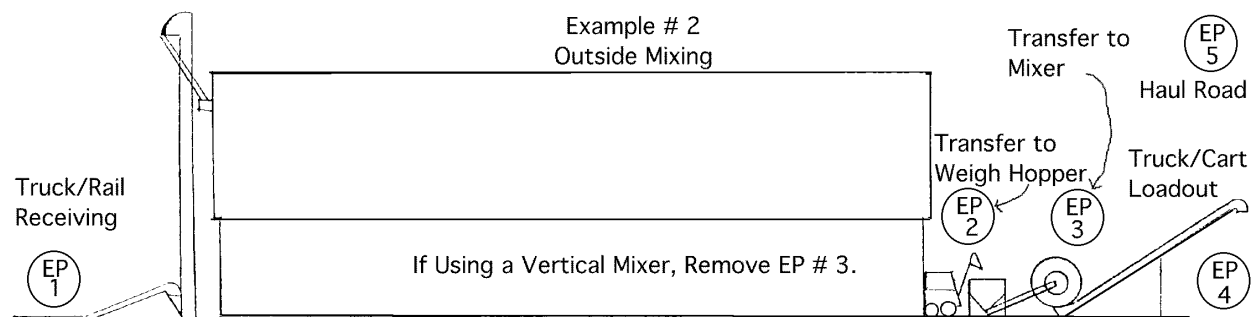 Example # 2
Outside Mixing
Transfer to
Mixer
EP
5
Haul Road
Transfer to
Weigh Hopper
Truck/Cart
Loadout
Truck/Rail
Receiving
EP
1
EP
2
EP
3
If Using a Vertical Mixer, Remove EP # 3.
EP
4